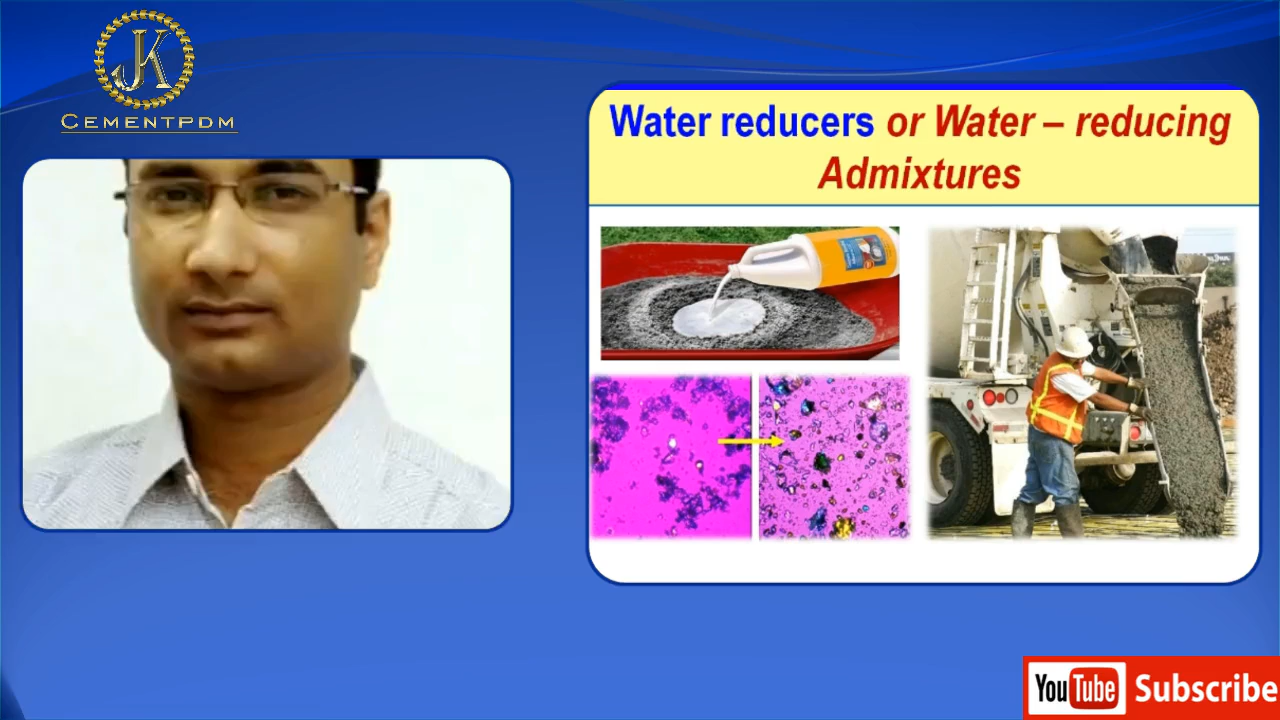 JK
CEMENTPDM
Water reducers or Water – reducing
Admixtures
YouTube Subscribe